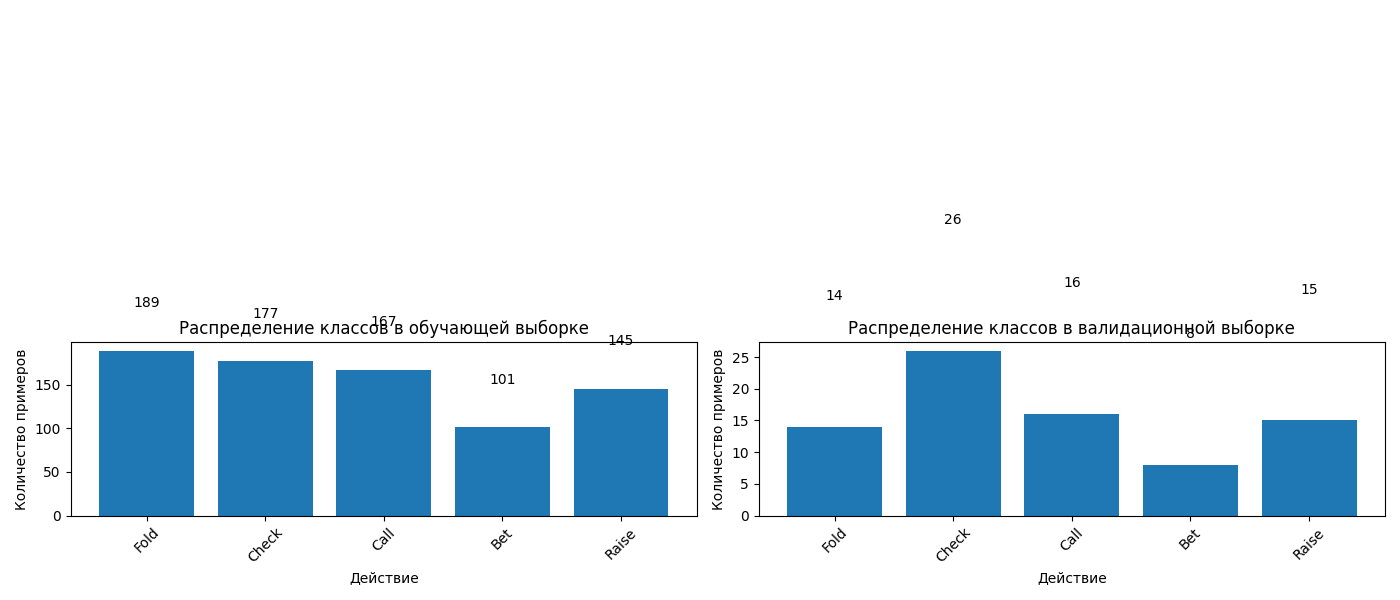 189
177
167
101
145
Распределение классов в обучающей выборке
Количество примеров
150
100
50
0
Fold
Check
Call
Bet
Raise
Действие
14
26
16
8
15
Распределение классов в валидационной выборке
Количество примеров
25
20
15
10
5
0
Fold
Check
Call
Bet
Raise
Действие